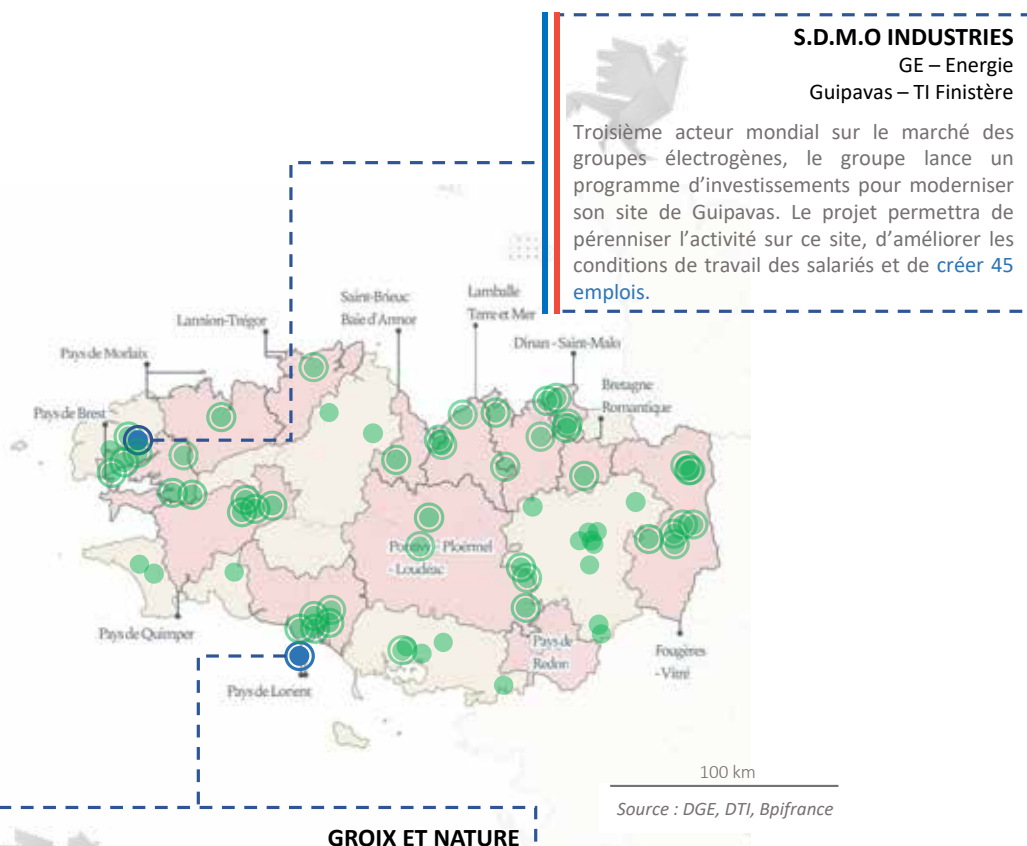 S.D.M.O INDUSTRIES
GE – Energie
Guipavas – TI Finistère
Troisième acteur mondial sur le marché des
groupes électrogènes, le groupe lance un
programme d'investissements pour moderniser
son site de Guipavas. Le projet permettra de
pérenniser l'activité sur ce site, d'améliorer les
conditions de travail des salariés et de créer 45
emplois.
Saint-Brieuc
Baie d'Armor
Lamballe
Terre et Mer
Lannion-Trégor
Dinan - Saint-Malo
Pays de Morlaix
Bretagne
Romantique
Pays de Brest
Pontivy - Ploërmel
- Loudéac
Pays de Quimper
Pays de
Redon
Fougères
- Vitré
Pays de Lorient
100 km
Source : DGE, DTI, Bpifrance
GROIX ET NATURE